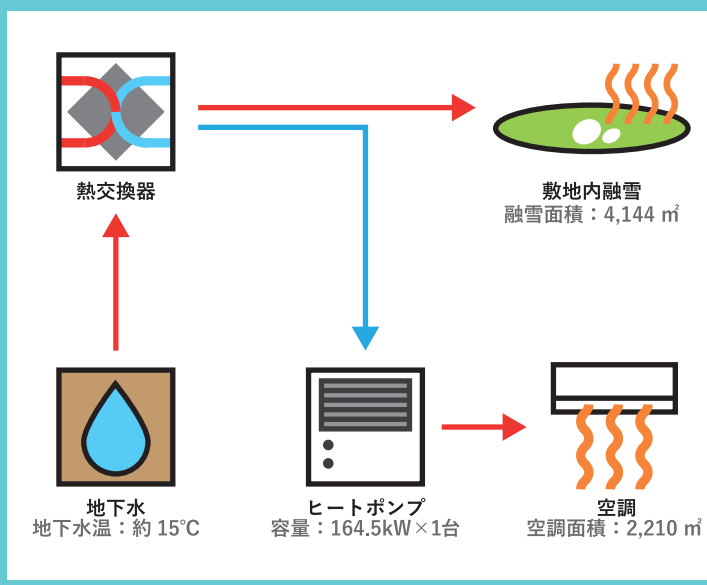 熱交換器
敷地内融雪
融雪面積：4,144 ㎡
地下水
地下水温：約 15℃
ヒートポンプ
容量：164.5kW×1台
空調
空調面積：2,210 ㎡